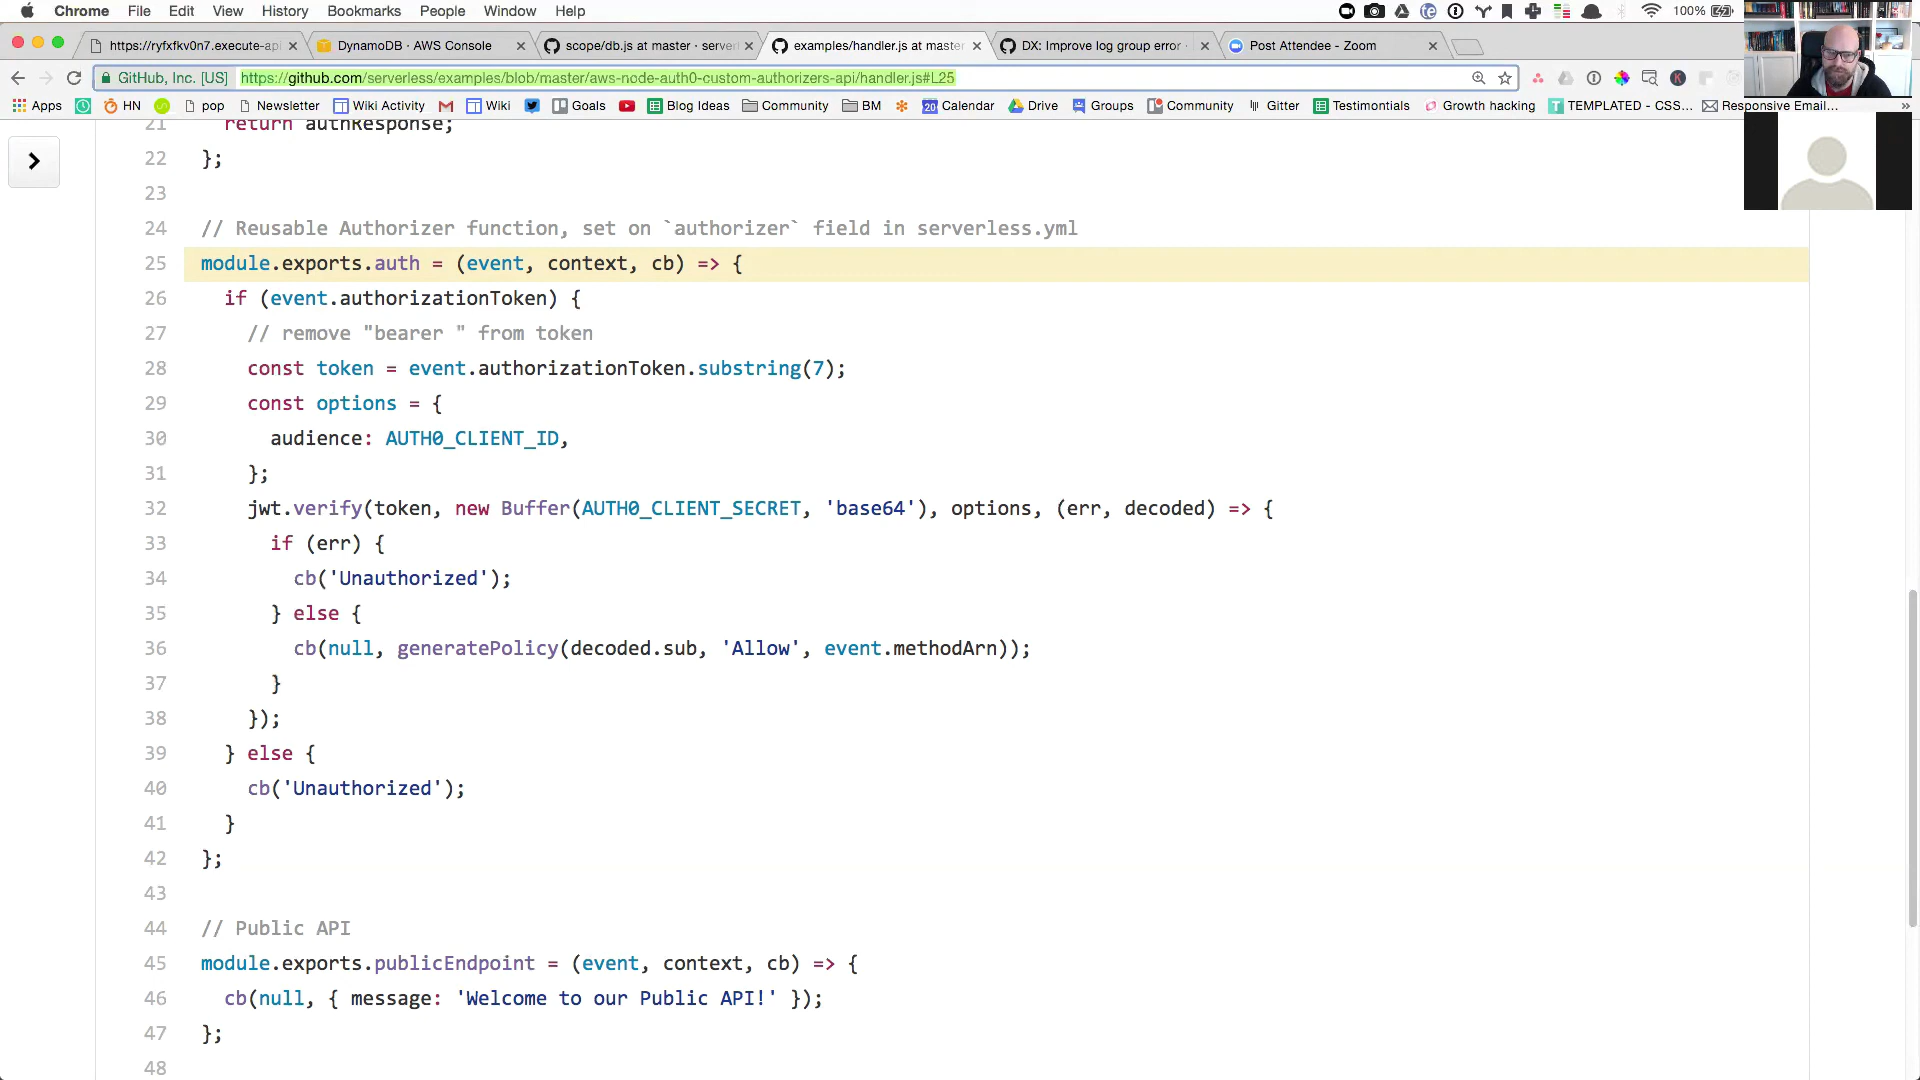 Chrome File Edit View History Bookmarks People Window Help 100%
https://ryfxfkv0n7.execute-api
DynamoDB · AWS Console
scope/db.js at master · server
examples/handler.js at master
DX: Improve log group error ·
Post Attendee - Zoom
GitHub, Inc. [US] https://github.com/serverless/examples/blob/master/aws-node-auth0-custom-authorizers-api/handler.js#L25
Apps HN pop Newsletter Wiki Activity Wiki Goals Blog Ideas Community BM 20 Calendar Drive Groups Community Gitter Testimonials Growth hacking TEMPLATED - CSS... Responsive Email... »
21 return authResponse;
22 };
23
24 // Reusable Authorizer function, set on `authorizer` field in serverless.yml
25 module.exports.auth = (event, context, cb) => {
26 if (event.authorizationToken) {
27 // remove "bearer " from token
28 const token = event.authorizationToken.substring(7);
29 const options = {
30 audience: AUTH0_CLIENT_ID,
31 };
32 jwt.verify(token, new Buffer(AUTH0_CLIENT_SECRET, 'base64'), options, (err, decoded) => {
33 if (err) {
34 cb('Unauthorized');
35 } else {
36 cb(null, generatePolicy(decoded.sub, 'Allow', event.methodArn));
37 }
38 });
39 } else {
40 cb('Unauthorized');
41 }
42 };
43
44 // Public API
45 module.exports.publicEndpoint = (event, context, cb) => {
46 cb(null, { message: 'Welcome to our Public API!' });
47 };
48